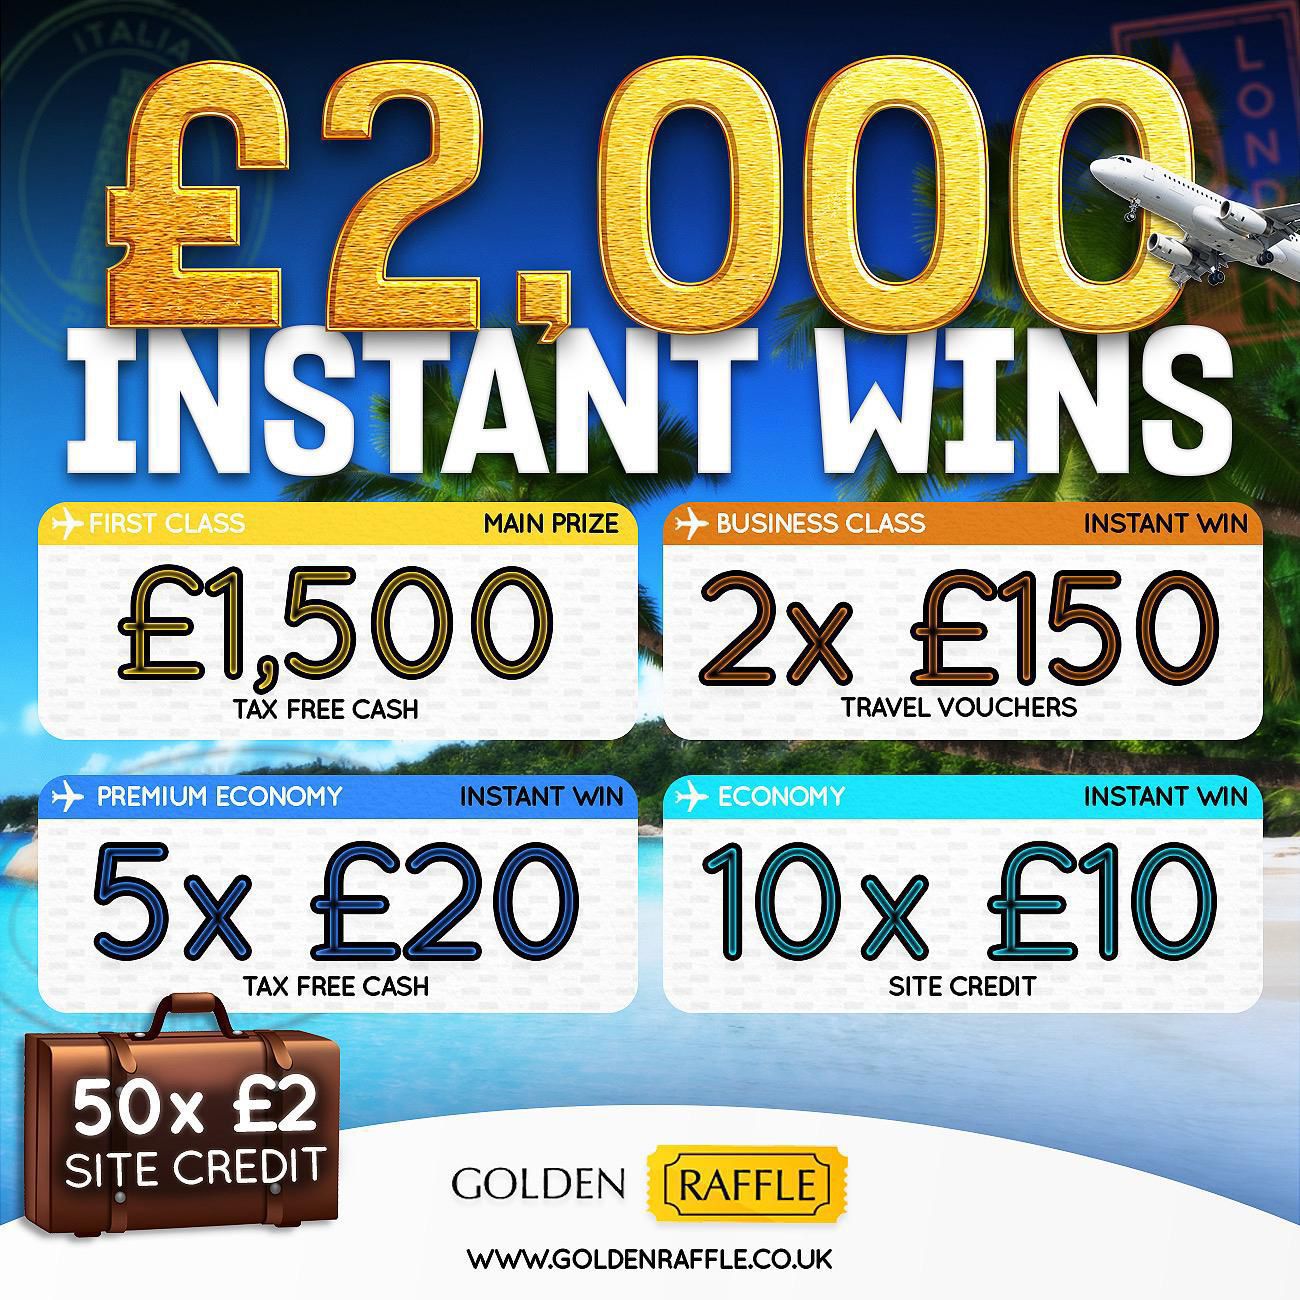 ITALIA
LONDON
£2,000
INSTANT WINS
FIRST CLASS MAIN PRIZE
£1,500
TAX FREE CASH
BUSINESS CLASS INSTANT WIN
2x £150
TRAVEL VOUCHERS
PREMIUM ECONOMY INSTANT WIN
5x £20
TAX FREE CASH
ECONOMY INSTANT WIN
10x £10
SITE CREDIT
50x £2
SITE CREDIT
GOLDEN RAFFLE
WWW.GOLDENRAFFLE.CO.UK